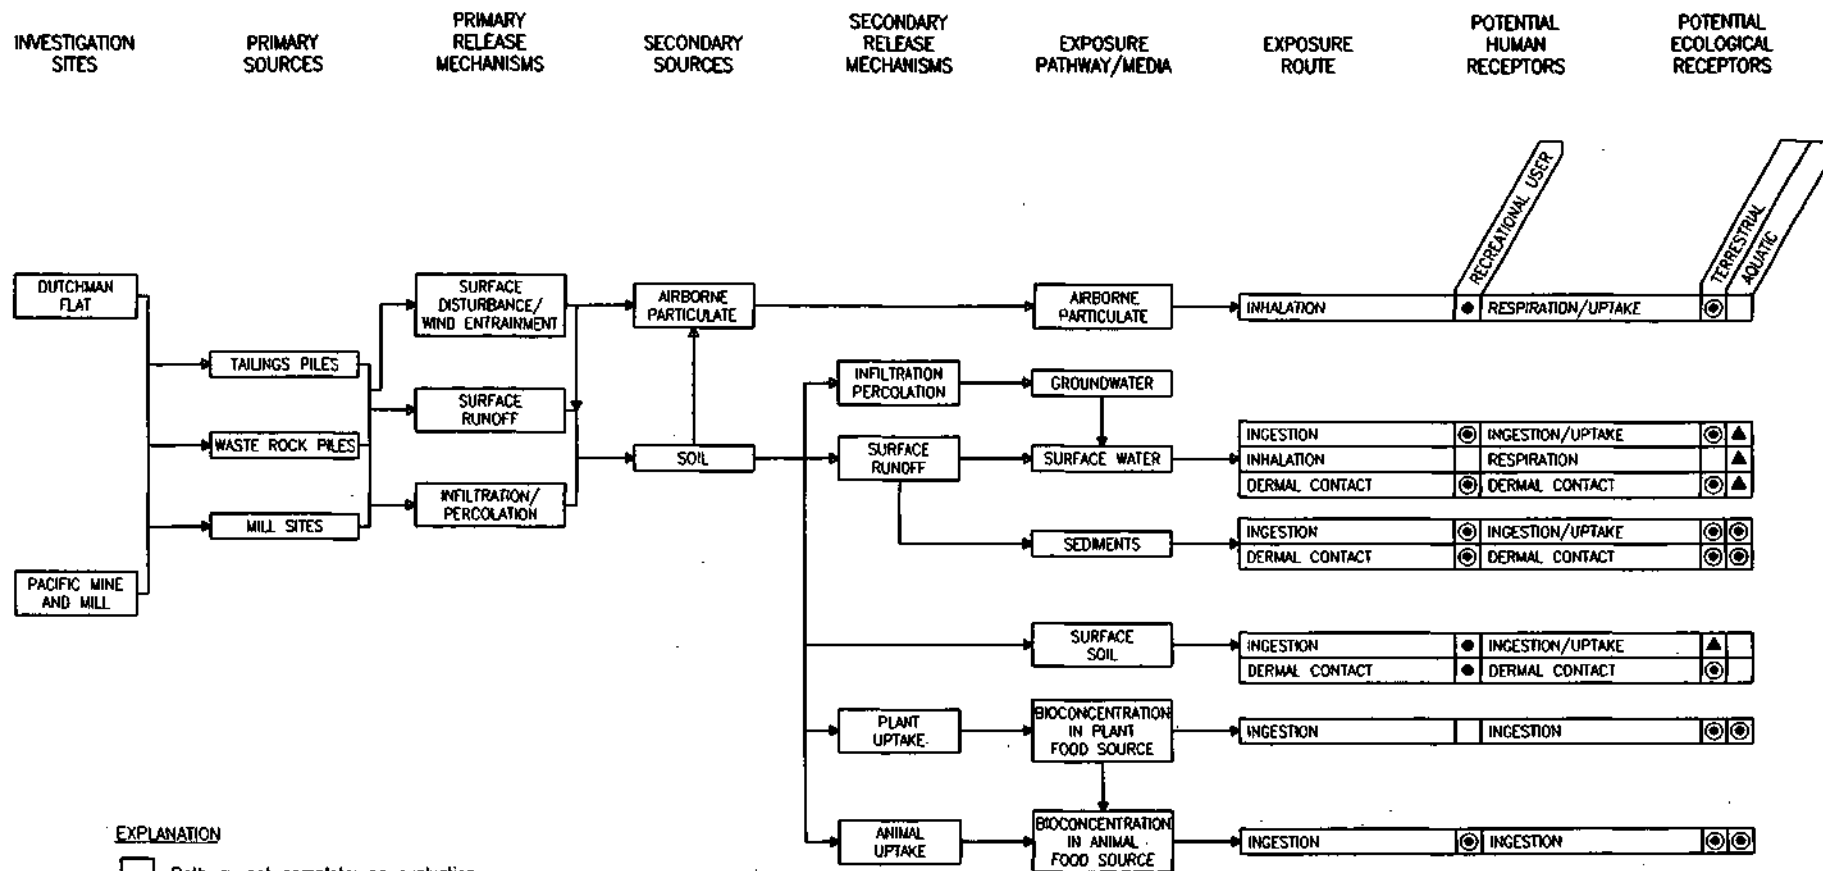 INVESTIGATION
SITES
PRIMARY
SOURCES
PRIMARY
RELEASE
MECHANISMS
SECONDARY
SOURCES
SECONDARY
RELEASE
MECHANISMS
EXPOSURE
PATHWAY/MEDIA
EXPOSURE
ROUTE
POTENTIAL
HUMAN
RECEPTORS
POTENTIAL
ECOLOGICAL
RECEPTORS
RECREATIONAL USER
TERRESTRIAL
AQUATIC
DUTCHMAN
FLAT
SURFACE
DISTURBANCE/
WIND ENTRAINMENT
AIRBORNE
PARTICULATE
AIRBORNE
PARTICULATE
INHALATION
RESPIRATION/UPTAKE
TAILINGS PILES
INFILTRATION
PERCOLATION
GROUNDWATER
SURFACE
RUNOFF
WASTE ROCK PILES
SOIL
SURFACE
RUNOFF
SURFACE WATER
INGESTION
INGESTION/UPTAKE
INHALATION
RESPIRATION
DERMAL CONTACT
DERMAL CONTACT
MILL SITES
INFILTRATION/
PERCOLATION
SEDIMENTS
INGESTION
INGESTION/UPTAKE
DERMAL CONTACT
DERMAL CONTACT
PACIFIC MINE
AND MILL
SURFACE
SOIL
INGESTION
INGESTION/UPTAKE
DERMAL CONTACT
DERMAL CONTACT
PLANT
UPTAKE
BIOCONCENTRATION
IN PLANT
FOOD SOURCE
INGESTION
INGESTION
ANIMAL
UPTAKE
BIOCONCENTRATION
IN ANIMAL
FOOD SOURCE
INGESTION
INGESTION
EXPLANATION